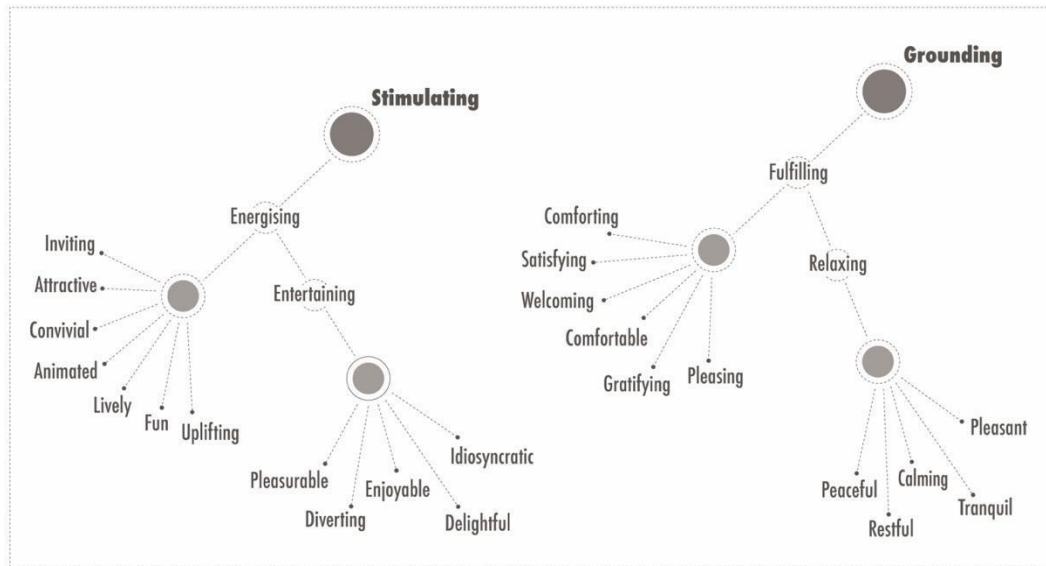 Stimulating
Energising
Inviting
Attractive
Convivial
Animated
Lively
Fun
Uplifting
Entertaining
Pleasurable
Diverting
Enjoyable
Delightful
Idiosyncratic
Grounding
Fulfilling
Comforting
Satisfying
Welcoming
Comfortable
Gratifying
Pleasing
Relaxing
Peaceful
Restful
Calming
Tranquil
Pleasant